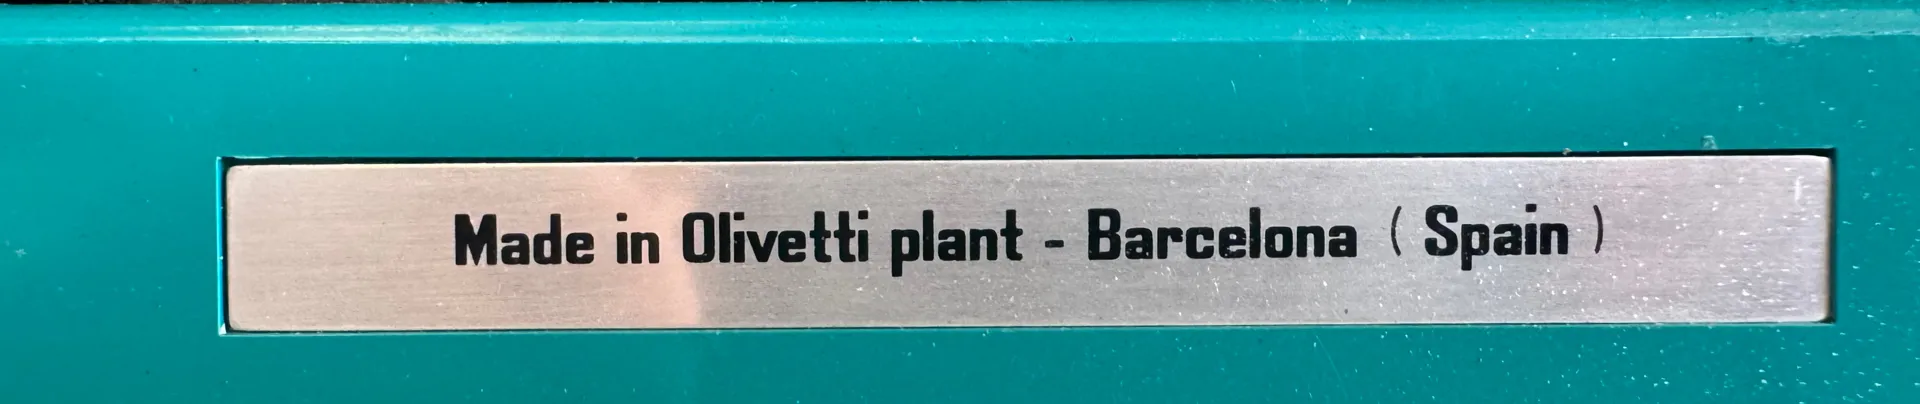 Made in Olivetti plant - Barcelona ( Spain )